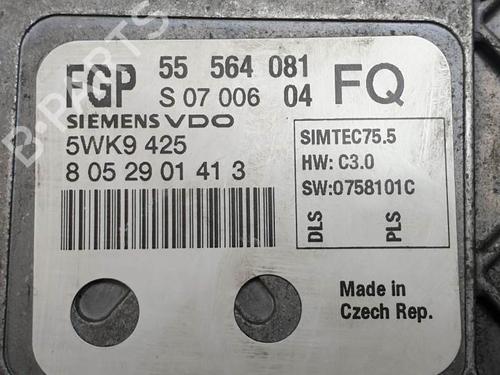 FGP 55 564 081 FQ
S 07 006 04
SIEMENS VDO
5WK9 425
8 05 29 01 41 3
SIMTEC75.5
HW: C3.0
SW:0758101C
DLS PLS
Made in
Czech Rep.
B-PARTS